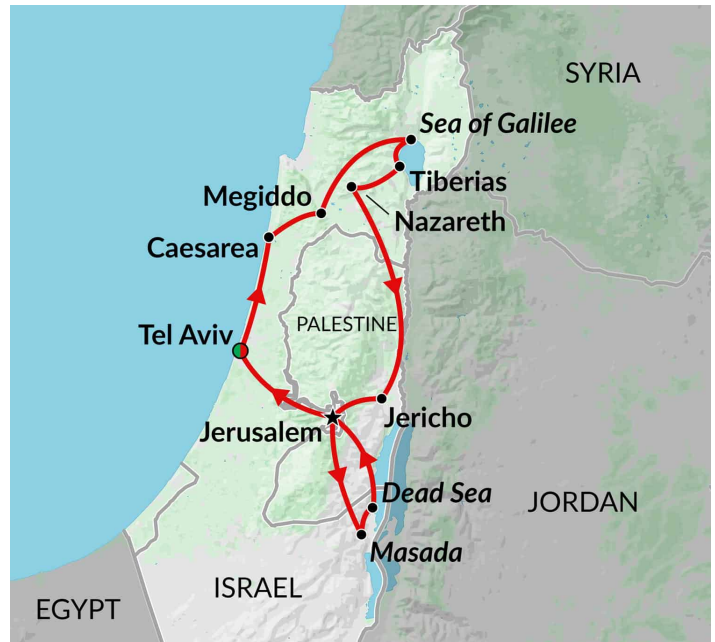 SYRIA
Sea of Galilee
Tiberias
Megiddo
Nazareth
Caesarea
PALESTINE
Tel Aviv
Jericho
Jerusalem
Dead Sea
JORDAN
Masada
ISRAEL
EGYPT